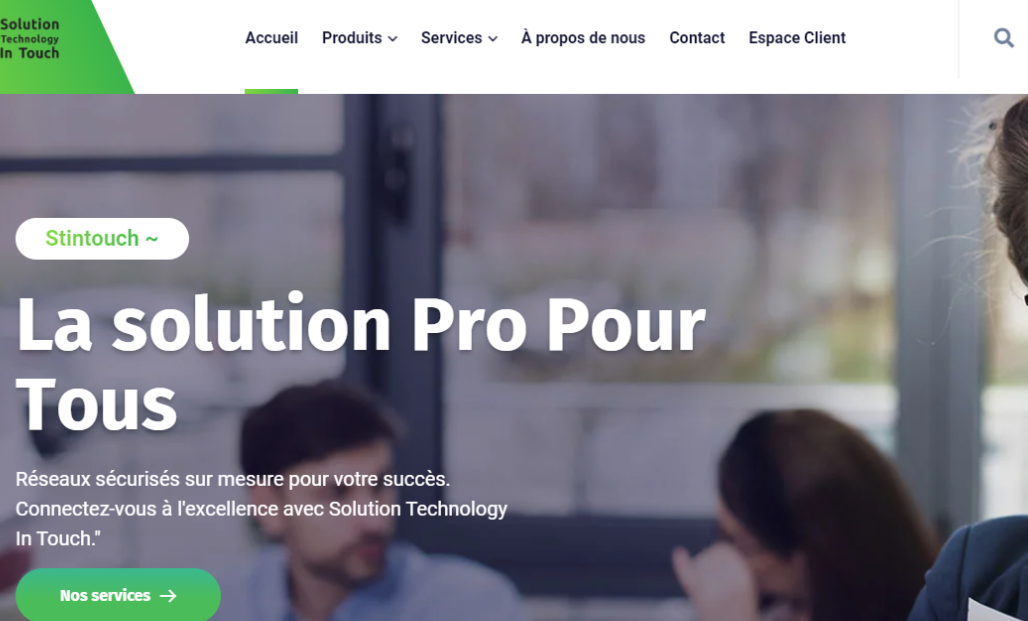 Solution
Technology
In Touch
Accueil Produits Services À propos de nous Contact Espace Client
Stintouch ~
La solution Pro Pour
Tous
Réseaux sécurisés sur mesure pour votre succès.
Connectez-vous à l'excellence avec Solution Technology
In Touch."
Nos services →